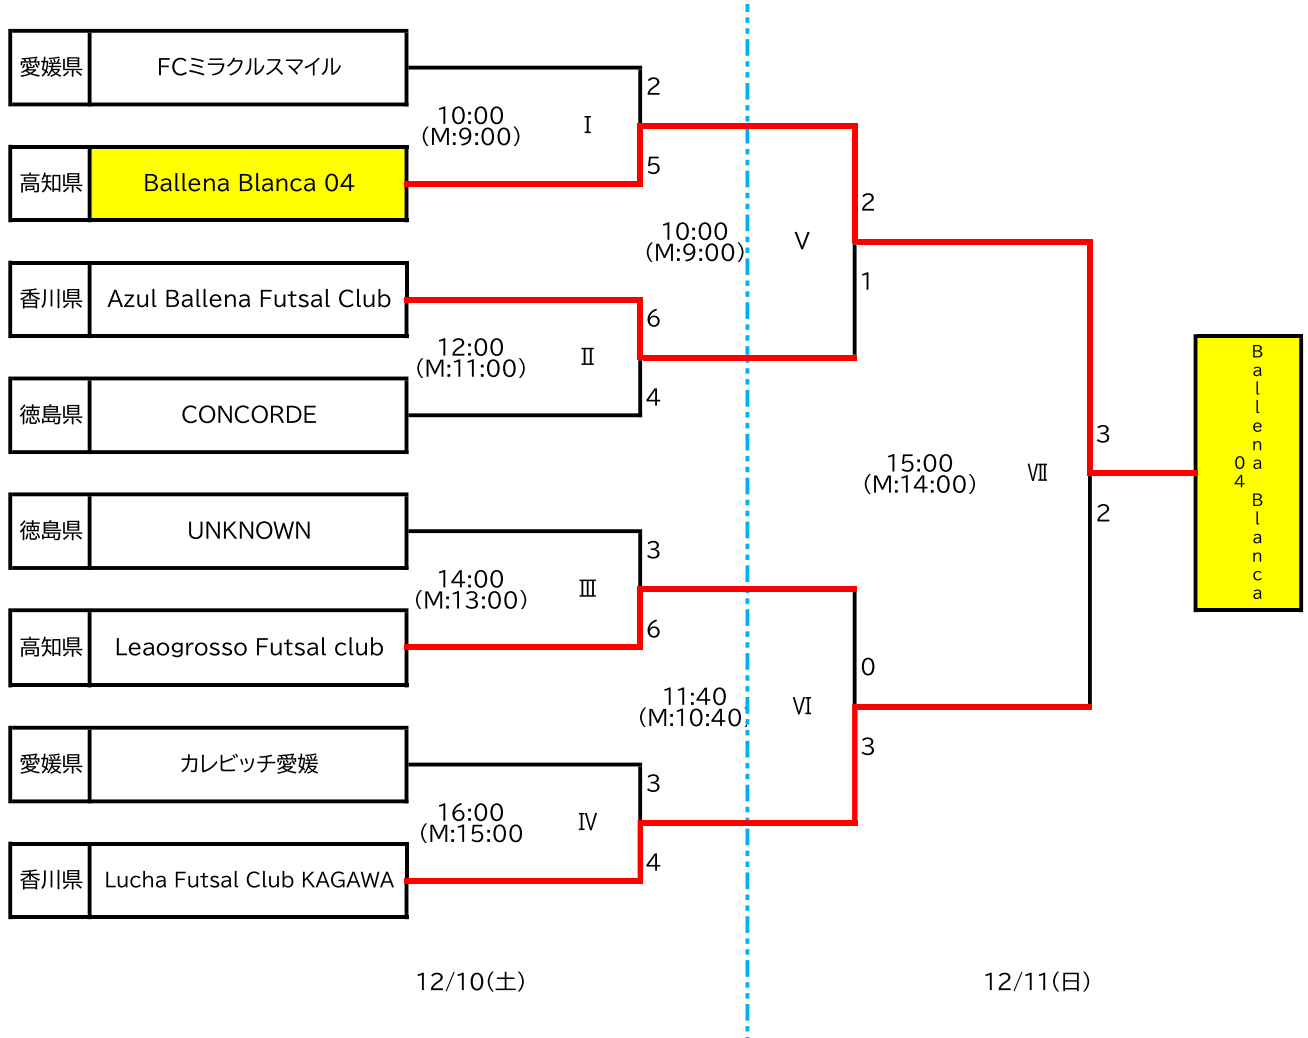 愛媛県 FCミラクルスマイル
2
10:00
(M:9:00)
Ⅰ
高知県 Ballena Blanca 04
5
2
10:00
(M:9:00)
Ⅴ
香川県 Azul Ballena Futsal Club
1
6
12:00
(M:11:00)
Ⅱ
徳島県 CONCORDE
4
3
15:00
(M:14:00)
Ⅶ
Ballena Blanca
04
2
徳島県 UNKNOWN
3
14:00
(M:13:00)
Ⅲ
高知県 Leaogrosso Futsal club
6
0
11:40
(M:10:40)
Ⅵ
3
愛媛県 カレビッチ愛媛
3
16:00
(M:15:00
Ⅳ
香川県 Lucha Futsal Club KAGAWA
4
12/10(土)
12/11(日)